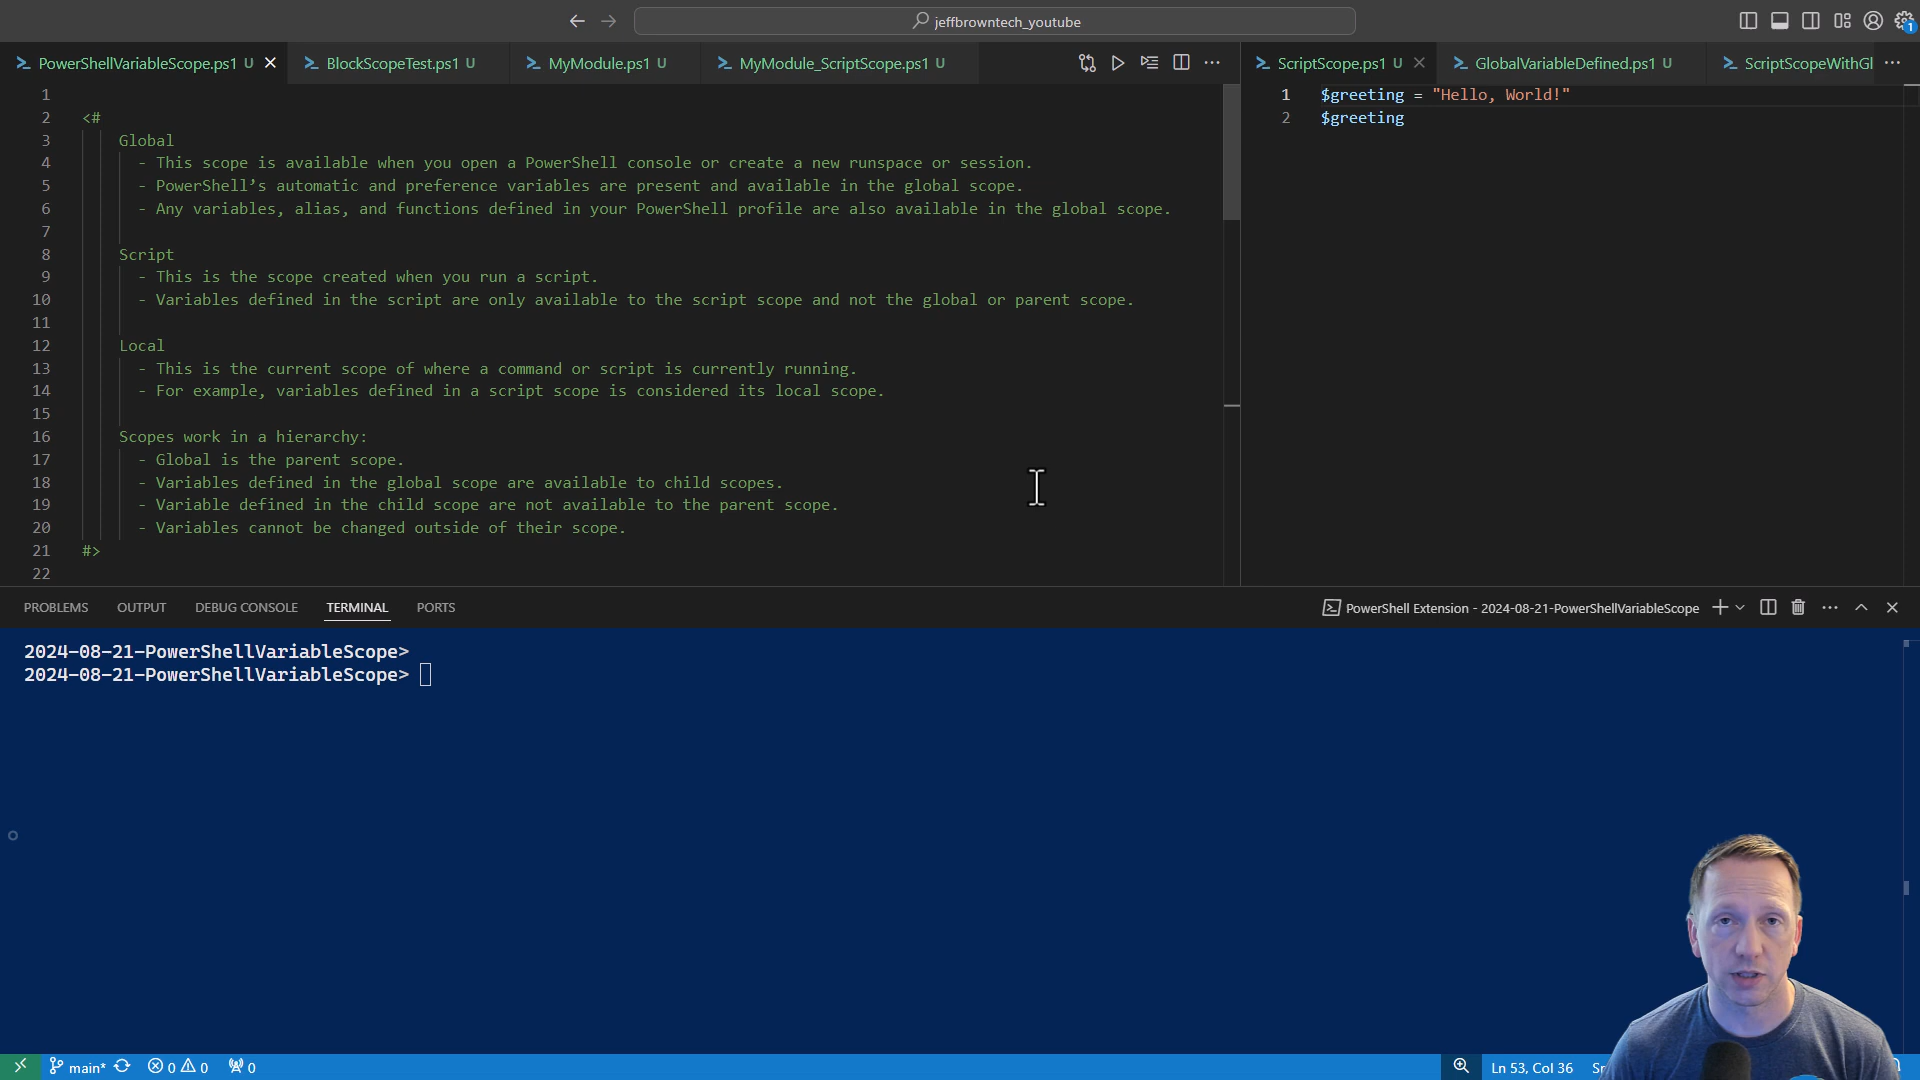 jeffbrowntech_youtube
1
PowerShellVariableScope.ps1 U
BlockScopeTest.ps1 U
MyModule.ps1 U
MyModule_ScriptScope.ps1 U
ScriptScope.ps1 U
GlobalVariableDefined.ps1 U
ScriptScopeWithGl
1
2 <#
3 Global
4 - This scope is available when you open a PowerShell console or create a new runspace or session.
5 - PowerShell’s automatic and preference variables are present and available in the global scope.
6 - Any variables, alias, and functions defined in your PowerShell profile are also available in the global scope.
7
8 Script
9 - This is the scope created when you run a script.
10 - Variables defined in the script are only available to the script scope and not the global or parent scope.
11
12 Local
13 - This is the current scope of where a command or script is currently running.
14 - For example, variables defined in a script scope is considered its local scope.
15
16 Scopes work in a hierarchy:
17 - Global is the parent scope.
18 - Variables defined in the global scope are available to child scopes.
19 - Variable defined in the child scope are not available to the parent scope.
20 - Variables cannot be changed outside of their scope.
21 #>
22
1 $greeting = "Hello, World!"
2 $greeting
PROBLEMS OUTPUT DEBUG CONSOLE TERMINAL PORTS
PowerShell Extension - 2024-08-21-PowerShellVariableScope
2024-08-21-PowerShellVariableScope>
2024-08-21-PowerShellVariableScope>
main* 0 0 0
Ln 53, Col 36